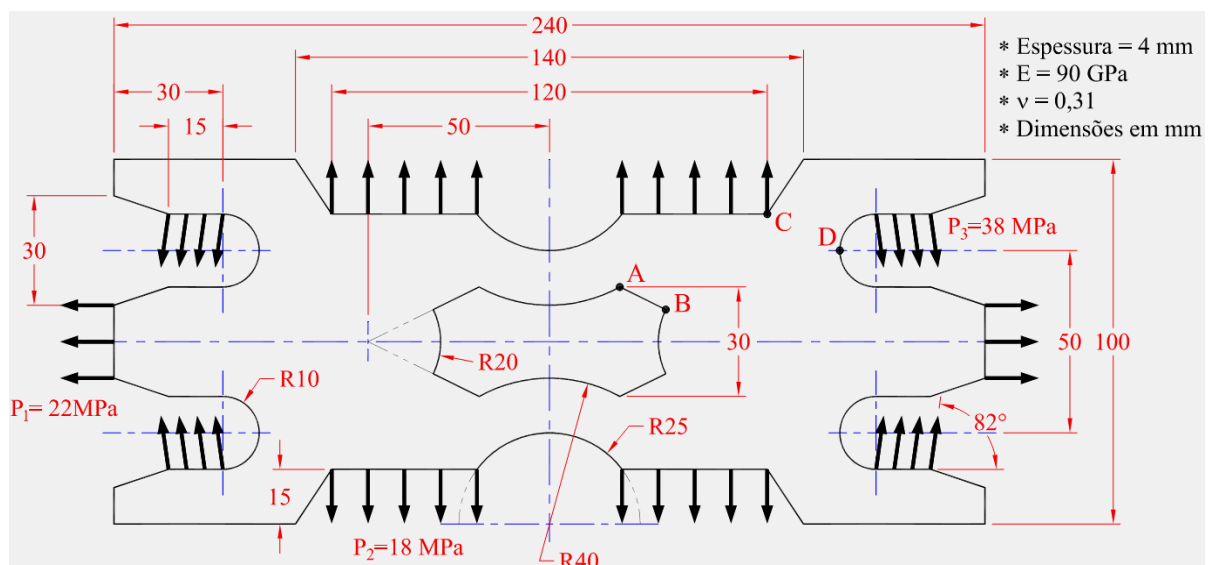 240
* Espessura = 4 mm
140
* E = 90 GPa
* ν = 0,31
30
120
* Dimensões em mm
15
50
C
30
D
P₃=38 MPa
A
B
30
50
100
R20
R10
P₁= 22MPa
R25
82°
15
P₂=18 MPa
R40